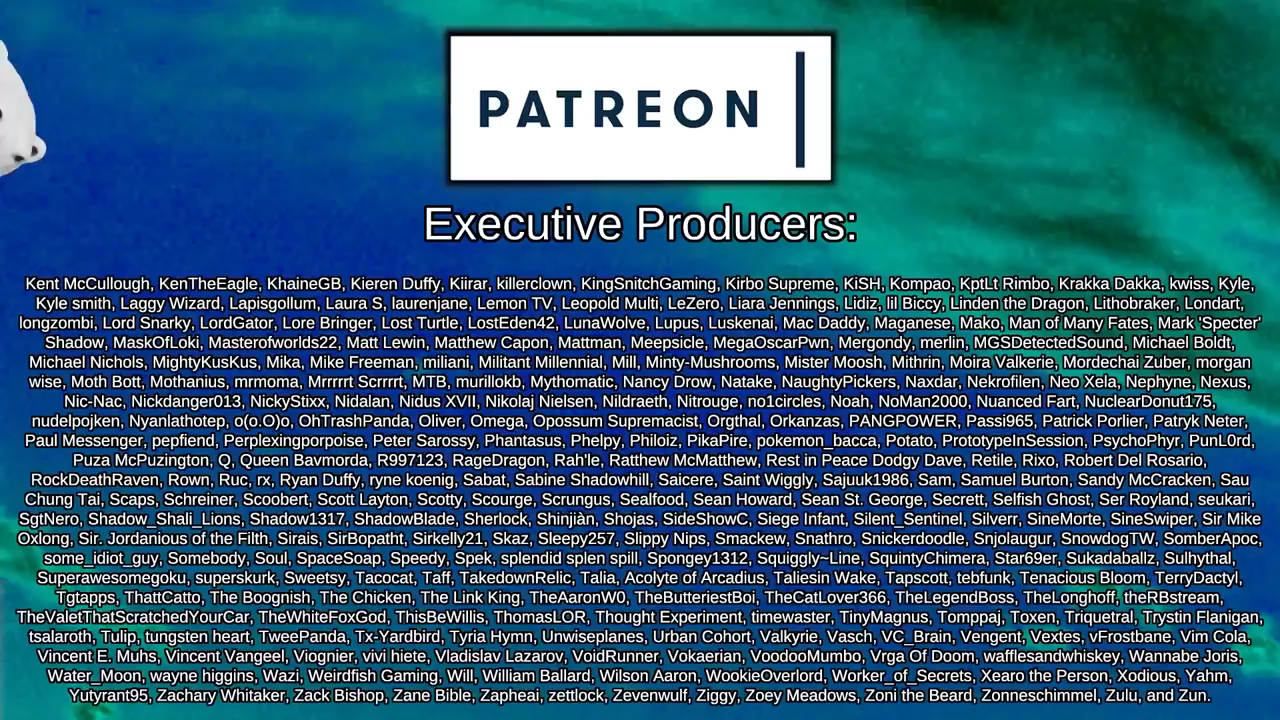 PATREON
Executive Producers:
Kent McCullough, KenTheEagle, KhaineGB, Kieren Duffy, Kiirar, killerclown, KingSnitchGaming, Kirbo Supreme, KiSH, Kompao, KptLt Rimbo, Krakka Dakka, kwiss, Kyle,
Kyle smith, Laggy Wizard, Lapisgollum, Laura S, laurenjane, Lemon TV, Leopold Multi, LeZero, Liara Jennings, Lidiz, lil Biccy, Linden the Dragon, Lithobraker, Londart,
longzombi, Lord Snarky, LordGator, Lore Bringer, Lost Turtle, LostEden42, LunaWolve, Lupus, Luskenai, Mac Daddy, Maganese, Mako, Man of Many Fates, Mark 'Specter'
Shadow, MaskOfLoki, Masterofworlds22, Matt Lewin, Matthew Capon, Mattman, Meepsicle, MegaOscarPwn, Mergondy, merlin, MGSDetectedSound, Michael Boldt,
Michael Nichols, MightyKusKus, Mika, Mike Freeman, miliani, Militant Millennial, Mill, Minty-Mushrooms, Mister Moosh, Mithrin, Moira Valkerie, Mordechai Zuber, morgan
wise, Moth Bott, Mothanius, mrmoma, Mrrrrrt Scrrrrt, MTB, murillokb, Mythomatic, Nancy Drow, Natake, NaughtyPickers, Naxdar, Nekrofilen, Neo Xela, Nephyne, Nexus,
Nic-Nac, Nickdanger013, NickyStixx, Nidalan, Nidus XVII, Nikolaj Nielsen, Nildraeth, Nitrouge, no1circles, Noah, NoMan2000, Nuanced Fart, NuclearDonut175,
nudelpojken, Nyanlathotep, o(o.O)o, OhTrashPanda, Oliver, Omega, Opossum Supremacist, Orgthal, Orkanzas, PANGPOWER, Passi965, Patrick Porlier, Patryk Neter,
Paul Messenger, pepfiend, Perplexingporpoise, Peter Sarossy, Phantasus, Phelpy, Philoiz, PikaPire, pokemon_bacca, Potato, PrototypeInSession, PsychoPhyr, PunL0rd,
Puza McPuzington, Q, Queen Bavmorda, R997123, RageDragon, Rah'le, Ratthew McMatthew, Rest in Peace Dodgy Dave, Retile, Rixo, Robert Del Rosario,
RockDeathRaven, Rown, Ruc, rx, Ryan Duffy, ryne koenig, Sabat, Sabine Shadowhill, Saicere, Saint Wiggly, Sajuuk1986, Sam, Samuel Burton, Sandy McCracken, Sau
Chung Tai, Scaps, Schreiner, Scoobert, Scott Layton, Scotty, Scourge, Scrungus, Sealfood, Sean Howard, Sean St. George, Secrett, Selfish Ghost, Ser Royland, seukari,
SgtNero, Shadow_Shali_Lions, Shadow1317, ShadowBlade, Sherlock, Shinjiàn, Shojas, SideShowC, Siege Infant, Silent_Sentinel, Silverr, SineMorte, SineSwiper, Sir Mike
Oxlong, Sir. Jordanious of the Filth, Sirais, SirBopatht, Sirkelly21, Skaz, Sleepy257, Slippy Nips, Smackew, Snathro, Snickerdoodle, Snjolaugur, SnowdogTW, SomberApoc,
some_idiot_guy, Somebody, Soul, SpaceSoap, Speedy, Spek, splendid splen spill, Spongey1312, Squiggly~Line, SquintyChimera, Star69er, Sukadaballz, Sulhythal,
Superawesomegoku, superskurk, Sweetsy, Tacocat, Taff, TakedownRelic, Talia, Acolyte of Arcadius, Taliesin Wake, Tapscott, tebfunk, Tenacious Bloom, TerryDactyl,
Tgtapps, ThattCatto, The Boognish, The Chicken, The Link King, TheAaronW0, TheButteriestBoi, TheCatLover366, TheLegendBoss, TheLonghoff, theRBstream,
TheValetThatScratchedYourCar, TheWhiteFoxGod, ThisBeWillis, ThomasLOR, Thought Experiment, timewaster, TinyMagnus, Tomppaj, Toxen, Triquetral, Trystin Flanigan,
tsalaroth, Tulip, tungsten heart, TweePanda, Tx-Yardbird, Tyria Hymn, Unwiseplanes, Urban Cohort, Valkyrie, Vasch, VC_Brain, Vengent, Vextes, vFrostbane, Vim Cola,
Vincent E. Muhs, Vincent Vangeel, Viognier, vivi hiete, Vladislav Lazarov, VoidRunner, Vokaerian, VoodooMumbo, Vrga Of Doom, wafflesandwhiskey, Wannabe Joris,
Water_Moon, wayne higgins, Wazi, Weirdfish Gaming, Will, William Ballard, Wilson Aaron, WookieOverlord, Worker_of_Secrets, Xearo the Person, Xodious, Yahm,
Yutyrant95, Zachary Whitaker, Zack Bishop, Zane Bible, Zapheai, zettlock, Zevenwulf, Ziggy, Zoey Meadows, Zoni the Beard, Zonneschimmel, Zulu, and Zun.